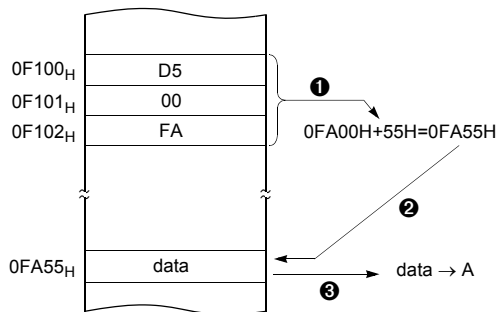 0F100H D5
❶
0F101H 00
0F102H FA 0FA00H+55H=0FA55H
❷
0FA55H data data → A
❸